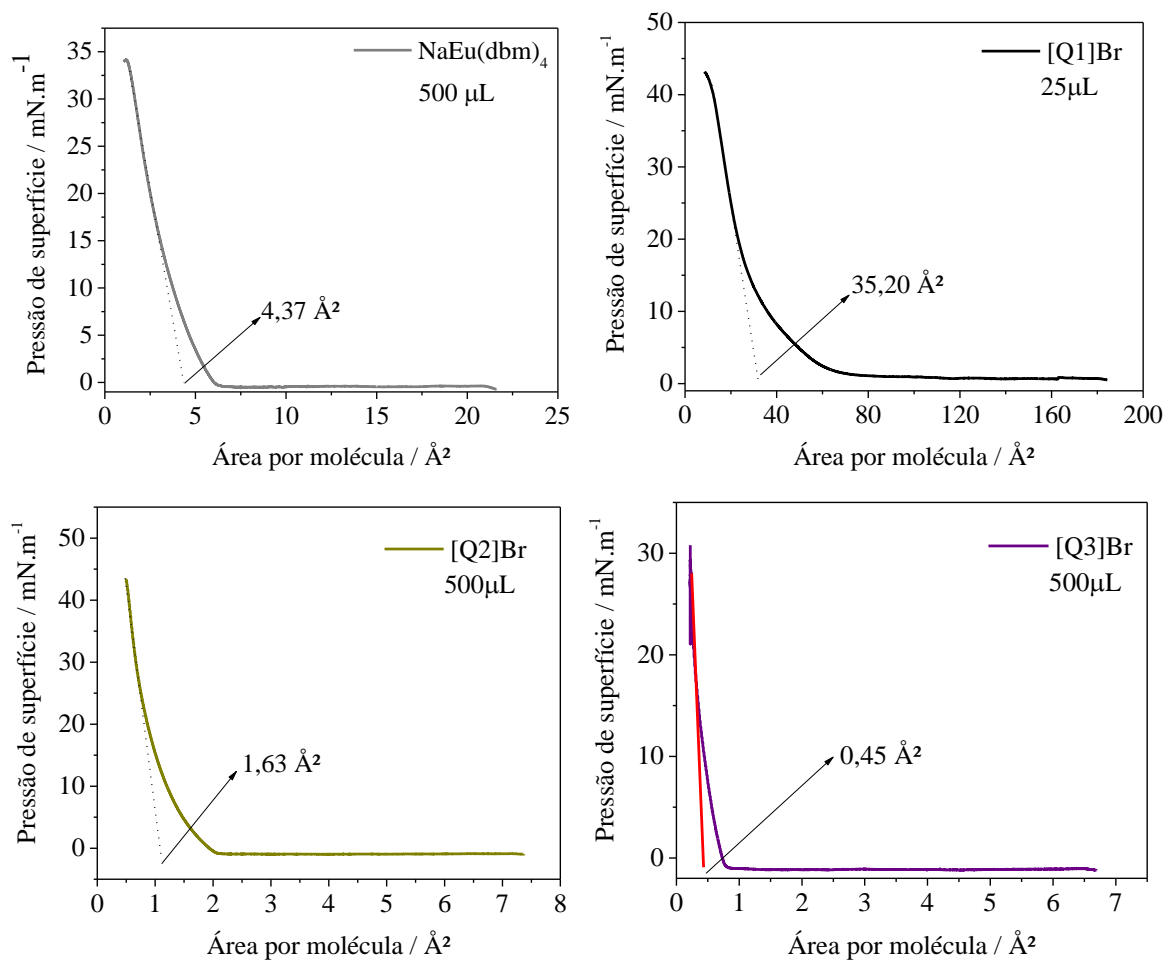 NaEu(dbm)4
500 μL
4,37 Å²
35
30
25
20
15
10
5
0
0 5 10 15 20 25
Pressão de superfície / mN.m-1
Área por molécula / Å²
[Q1]Br
25μL
35,20 Å²
50
40
30
20
10
0
0 40 80 120 160 200
Pressão de superfície / mN.m-1
Área por molécula / Å²
[Q2]Br
500μL
1,63 Å²
50
40
30
20
10
0
0 1 2 3 4 5 6 7 8
Pressão de superfície / mN.m-1
Área por molécula / Å²
[Q3]Br
500μL
0,45 Å²
30
20
10
0
0 1 2 3 4 5 6 7
Pressão de superfície / mN.m-1
Área por molécula / Å²